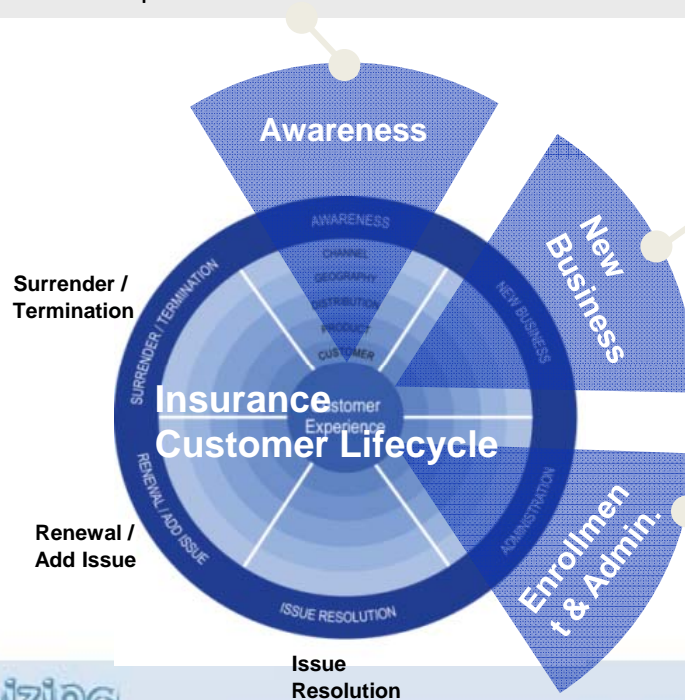 Awareness
New
Business
AWARENESS
CHANNEL
GEOGRAPHY
DISTRIBUTION
PRODUCT
CUSTOMER
NEW BUSINESS
SURRENDER / TERMINATION
Surrender /
Termination
Insurance
Customer Lifecycle
Customer
Experience
ADMINISTRATION
Enrollmen
t & Admin.
RENEWAL / ADD ISSUE
Renewal /
Add Issue
ISSUE RESOLUTION
Issue
Resolution